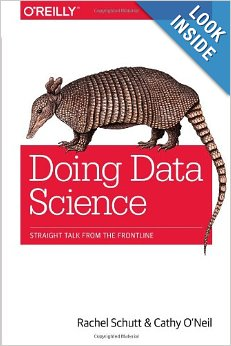 O'REILLY®
LOOK
INSIDE
Doing Data
Science
STRAIGHT TALK FROM THE FRONTLINE
Rachel Schutt & Cathy O'Neil